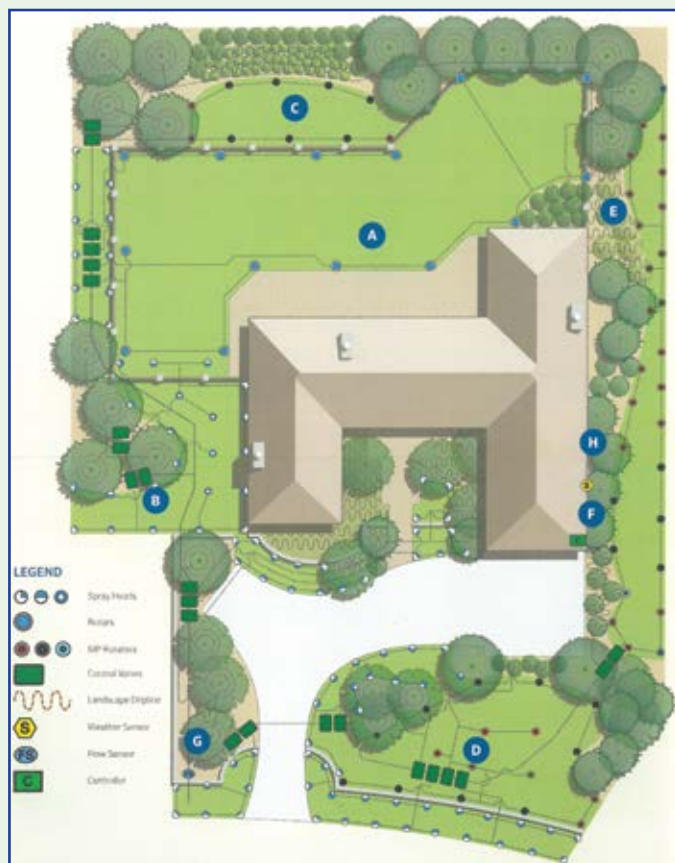 C
E
A
H
S
B
F
LEGEND
Spray Heads
Rotors
MP Rotators
Control Valves
Landscape Dripline
S Weather Sensor
FS Flow Sensor
C Controller
G
D